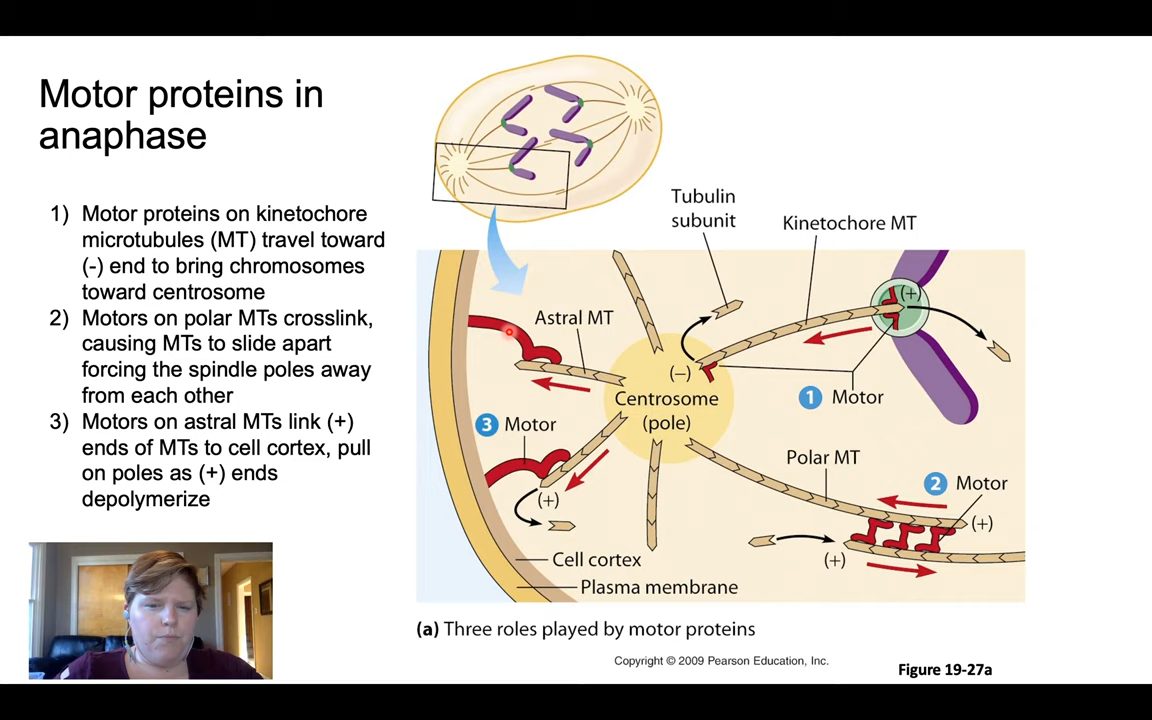 Motor proteins in
anaphase
1) Motor proteins on kinetochore
microtubules (MT) travel toward
(-) end to bring chromosomes
toward centrosome
2) Motors on polar MTs crosslink,
causing MTs to slide apart
forcing the spindle poles away
from each other
3) Motors on astral MTs link (+)
ends of MTs to cell cortex, pull
on poles as (+) ends
depolymerize
Tubulin
subunit
Kinetochore MT
(+)
Astral MT
(–)
Centrosome
(pole)
1 Motor
3 Motor
Polar MT
2 Motor
(+)
(+)
(+)
Cell cortex
Plasma membrane
(a) Three roles played by motor proteins
Copyright © 2009 Pearson Education, Inc.
Figure 19-27a